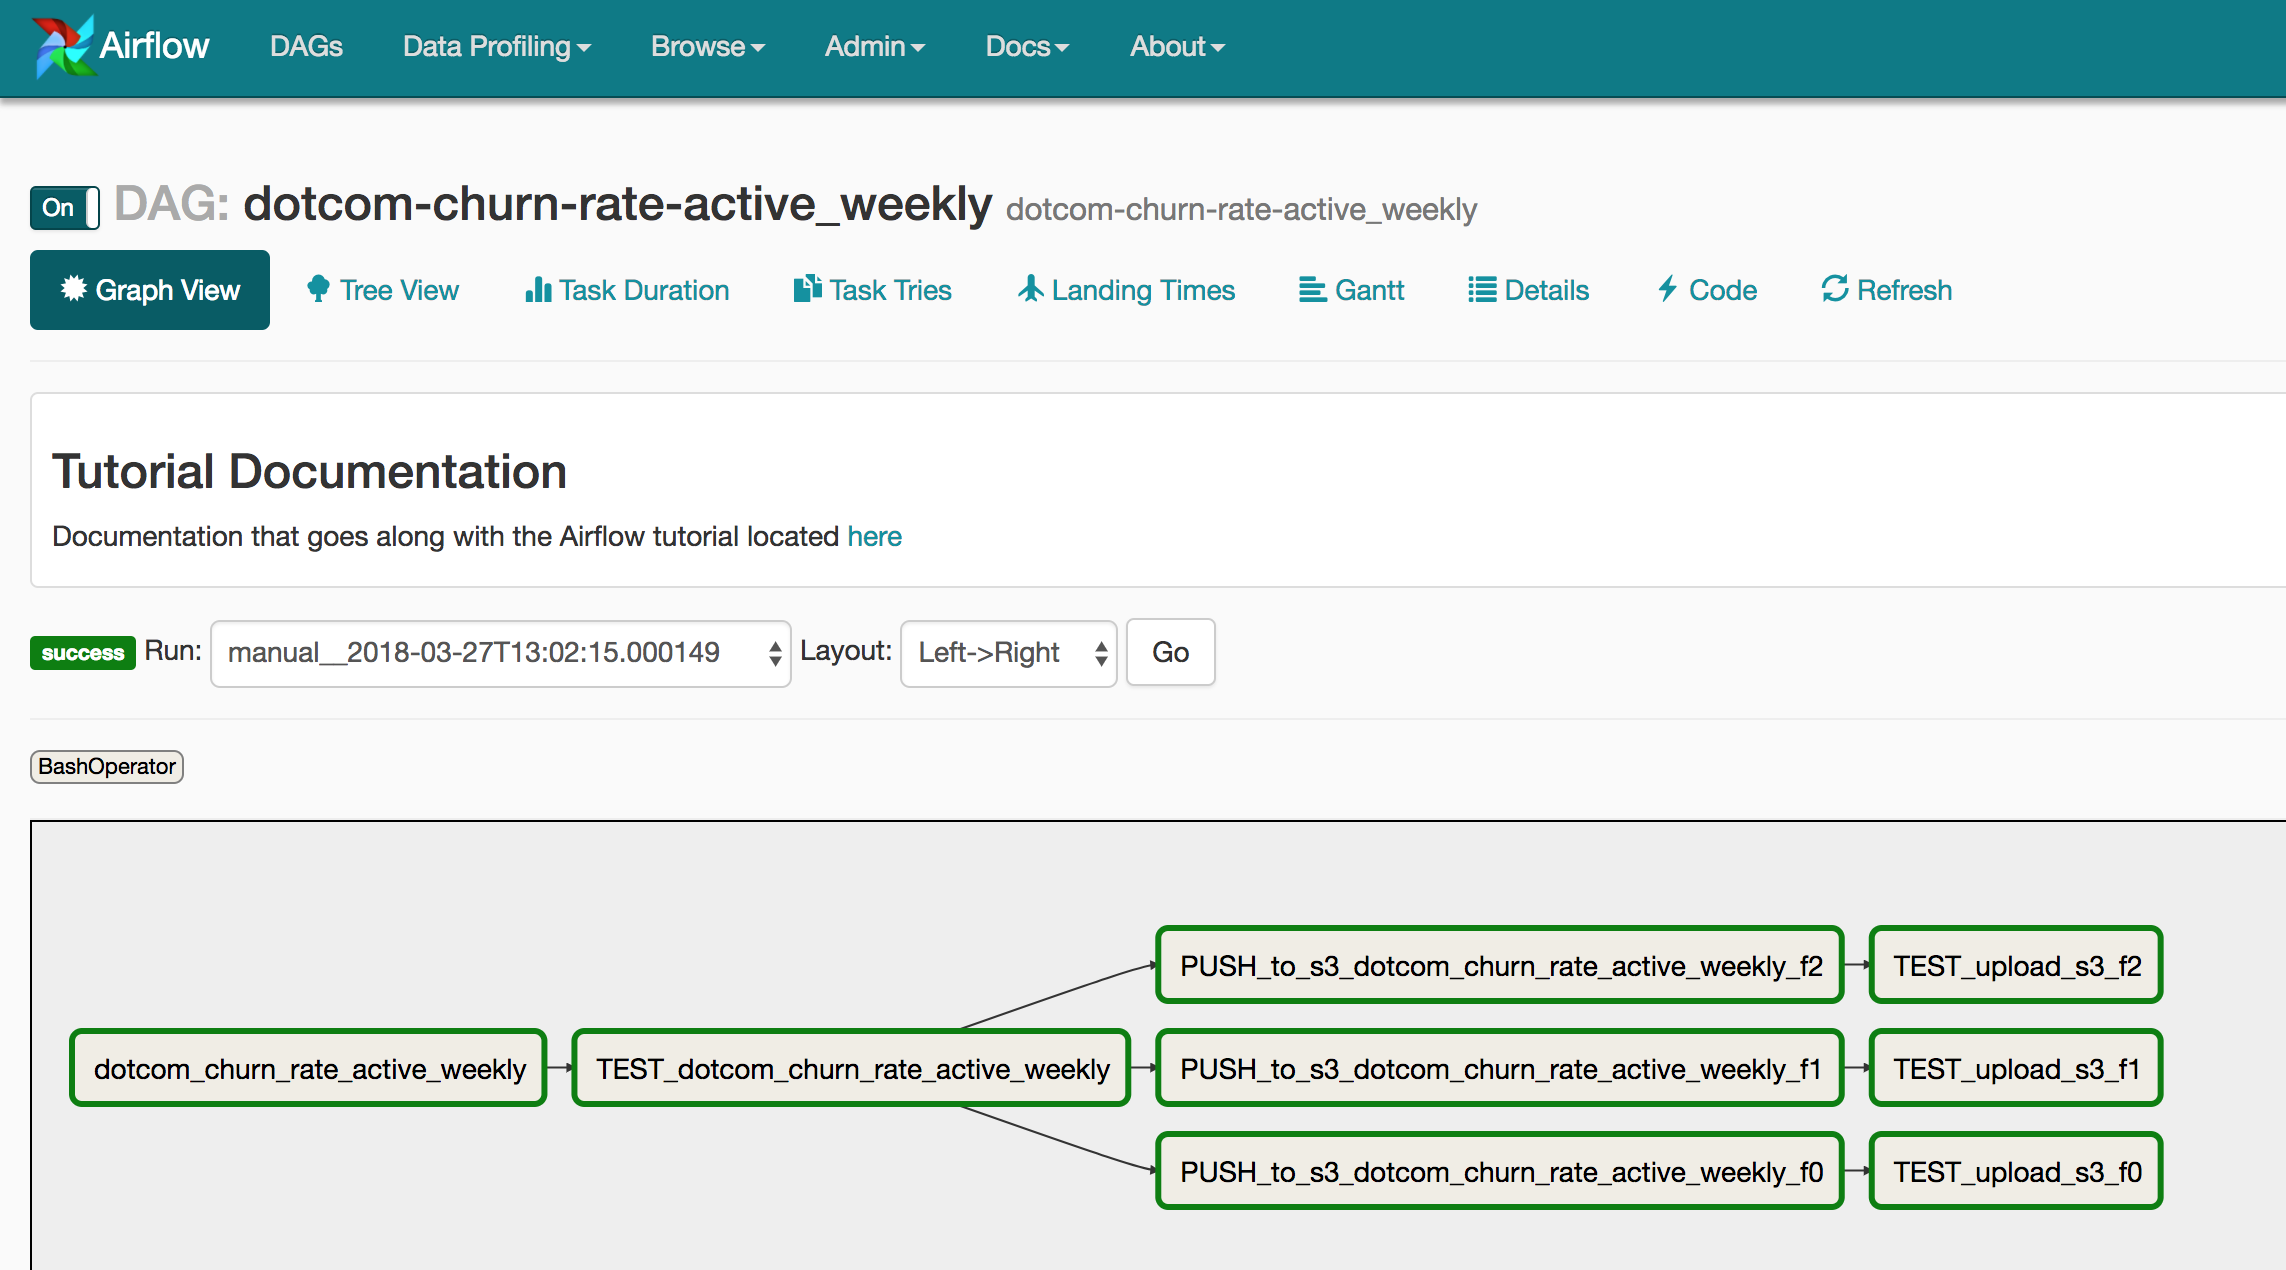 Airflow DAGs Data Profiling Browse Admin Docs About
On DAG: dotcom-churn-rate-active_weekly dotcom-churn-rate-active_weekly
Graph View Tree View Task Duration Task Tries Landing Times Gantt Details Code Refresh
Tutorial Documentation
Documentation that goes along with the Airflow tutorial located here
success Run: manual__2018-03-27T13:02:15.000149 Layout: Left->Right Go
BashOperator
PUSH_to_s3_dotcom_churn_rate_active_weekly_f2 TEST_upload_s3_f2
dotcom_churn_rate_active_weekly TEST_dotcom_churn_rate_active_weekly PUSH_to_s3_dotcom_churn_rate_active_weekly_f1 TEST_upload_s3_f1
PUSH_to_s3_dotcom_churn_rate_active_weekly_f0 TEST_upload_s3_f0